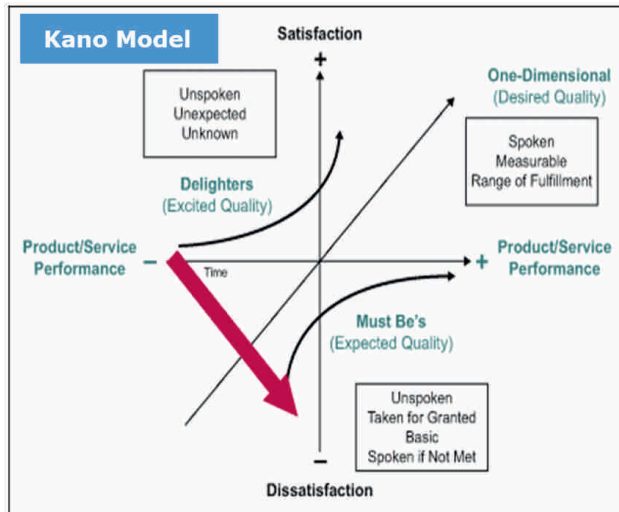 Kano Model
Satisfaction
+
One-Dimensional
(Desired Quality)
Unspoken
Unexpected
Unknown
Spoken
Measurable
Range of Fulfillment
Delighters
(Excited Quality)
Product/Service
Performance
−
Time
+
Product/Service
Performance
Must Be's
(Expected Quality)
Unspoken
Taken for Granted
Basic
Spoken if Not Met
−
Dissatisfaction